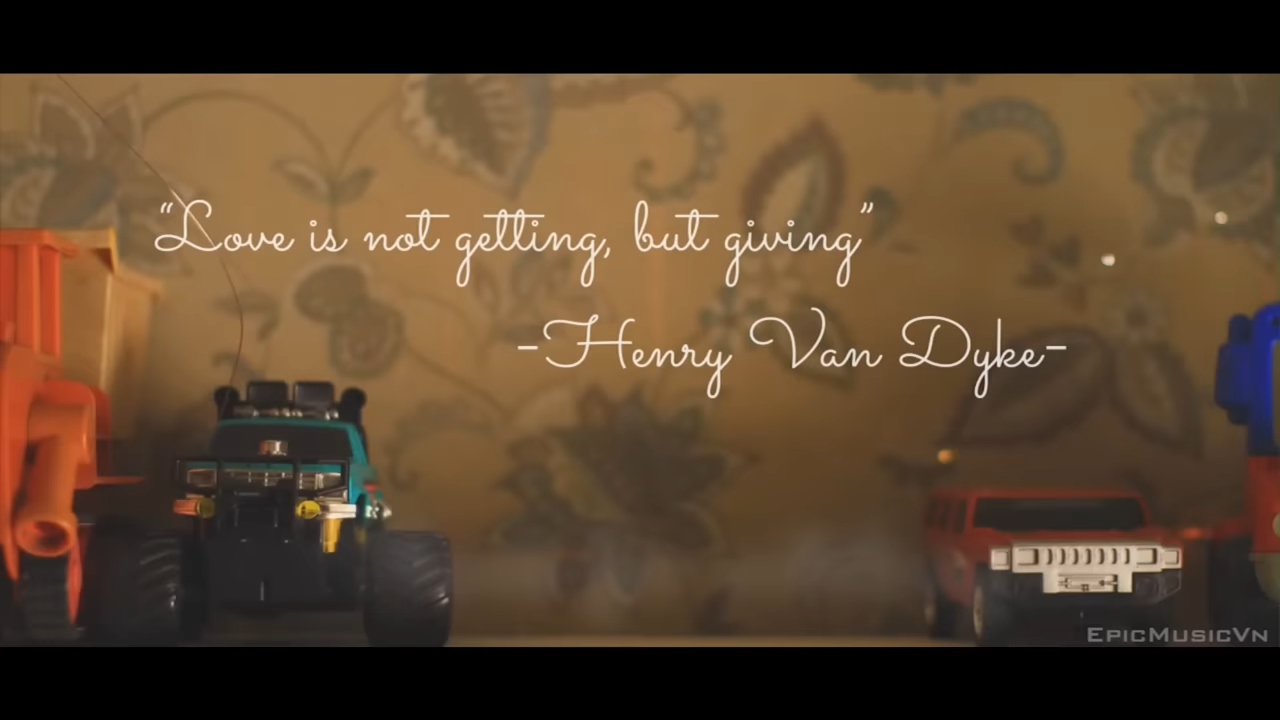 “Love is not getting, but giving”
-Henry Van Dyke-
EpicMusicVn